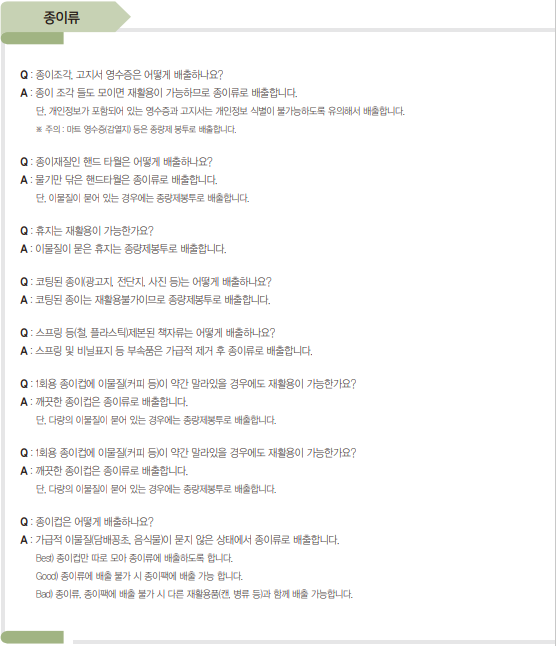 종이류
Q : 종이조각, 고지서 영수증은 어떻게 배출하나요?
A : 종이 조각 들도 모이면 재활용이 가능하므로 종이류로 배출합니다.
단, 개인정보가 포함되어 있는 영수증과 고지서는 개인정보 식별이 불가능하도록 유의해서 배출합니다.
※ 주의 : 마트 영수증(감열지) 등은 종량제 봉투로 배출합니다.
Q : 종이재질인 핸드 타월은 어떻게 배출하나요?
A : 물기만 닦은 핸드타월은 종이류로 배출합니다.
단, 이물질이 묻어 있는 경우에는 종량제봉투로 배출합니다.
Q : 휴지는 재활용이 가능한가요?
A : 이물질이 묻은 휴지는 종량제봉투로 배출합니다.
Q : 코팅된 종이(광고지, 전단지, 사진 등)는 어떻게 배출하나요?
A : 코팅된 종이는 재활용불가이므로 종량제봉투로 배출합니다.
Q : 스프링 등(철, 플라스틱)제본된 책자류는 어떻게 배출하나요?
A : 스프링 및 비닐표지 등 부속품은 가급적 제거 후 종이류로 배출합니다.
Q : 1회용 종이컵에 이물질(커피 등)이 약간 말라있을 경우에도 재활용이 가능한가요?
A : 깨끗한 종이컵은 종이류로 배출합니다.
단, 다량의 이물질이 묻어 있는 경우에는 종량제봉투로 배출합니다.
Q : 1회용 종이컵에 이물질(커피 등)이 약간 말라있을 경우에도 재활용이 가능한가요?
A : 깨끗한 종이컵은 종이류로 배출합니다.
단, 다량의 이물질이 묻어 있는 경우에는 종량제봉투로 배출합니다.
Q : 종이컵은 어떻게 배출하나요?
A : 가급적 이물질(담배꽁초, 음식물)이 묻지 않은 상태에서 종이류로 배출합니다.
Best) 종이컵만 따로 모아 종이류에 배출하도록 합니다.
Good) 종이류에 배출 불가 시 종이팩에 배출 가능 합니다.
Bad) 종이류, 종이팩에 배출 불가 시 다른 재활용품(캔, 병류 등)과 함께 배출 가능합니다.